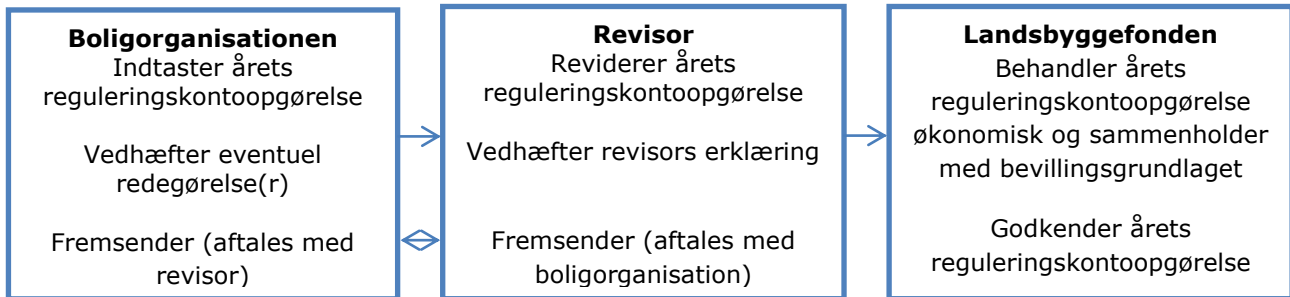 Boligorganisationen
Indtaster årets
reguleringskontoopgørelse
Vedhæfter eventuel
redegørelse(r)
Fremsender (aftales med
revisor)
Revisor
Reviderer årets
reguleringskontoopgørelse
Vedhæfter revisors erklæring
Fremsender (aftales med
boligorganisation)
Landsbyggefonden
Behandler årets
reguleringskontoopgørelse
økonomisk og sammenholder
med bevillingsgrundlaget
Godkender årets
reguleringskontoopgørelse